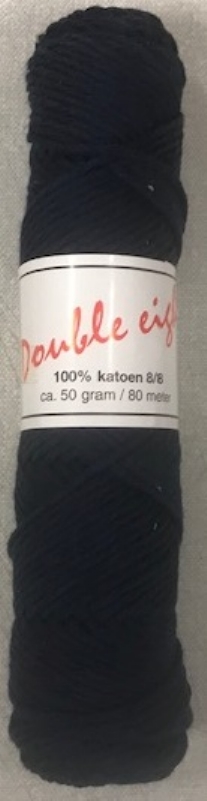 Double eig
100% katoen 8/8
ca. 50 gram / 80 meter